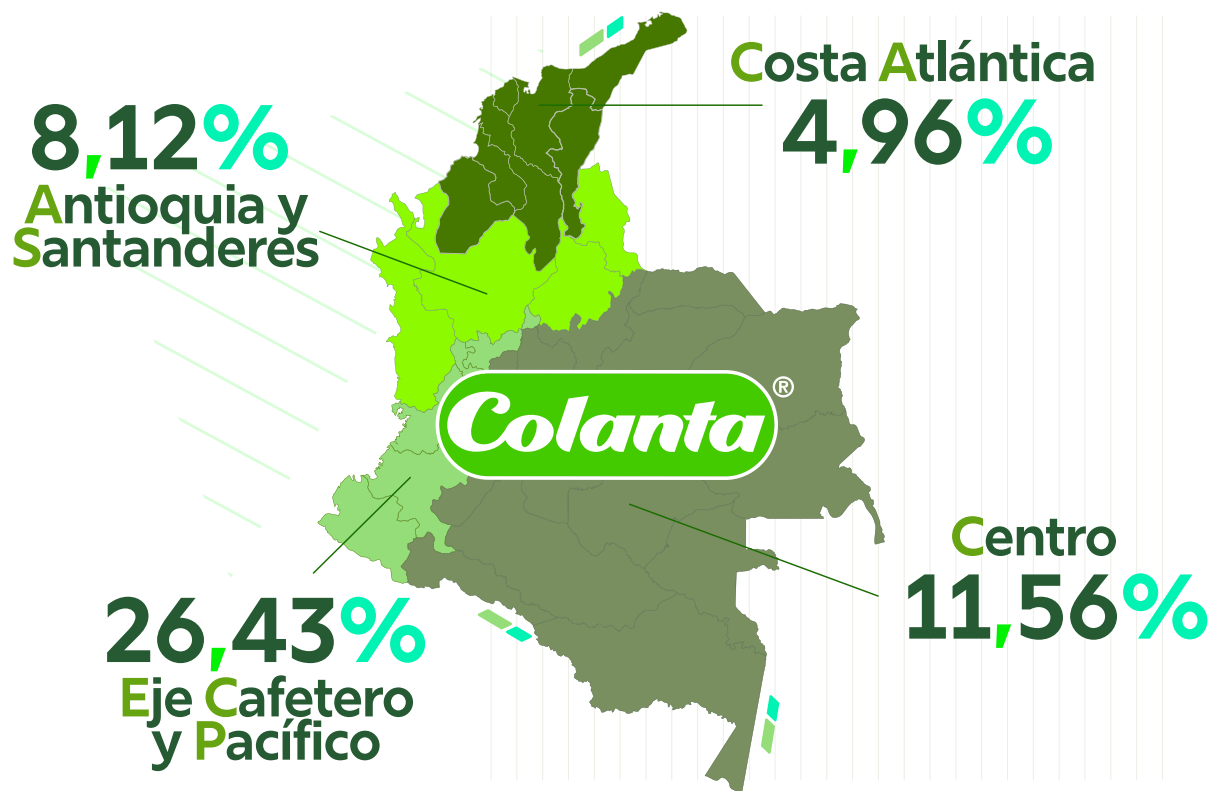 Costa Atlántica
4,96%
8,12%
Antioquia y
Santanderes
Colanta®
Centro
11,56%
26,43%
Eje Cafetero
y Pacífico